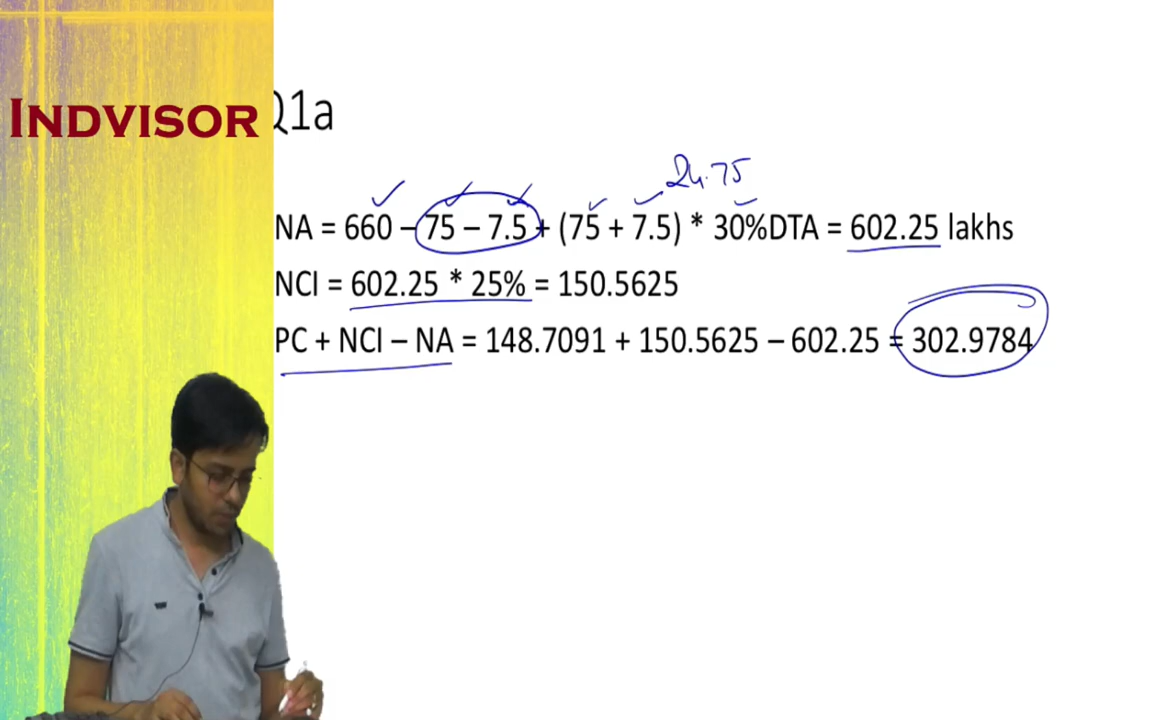 INDVISOR
Q1a
24.75
NA = 660 – 75 – 7.5 + (75 + 7.5) * 30%DTA = 602.25 lakhs
NCI = 602.25 * 25% = 150.5625
PC + NCI – NA = 148.7091 + 150.5625 – 602.25 = 302.9784